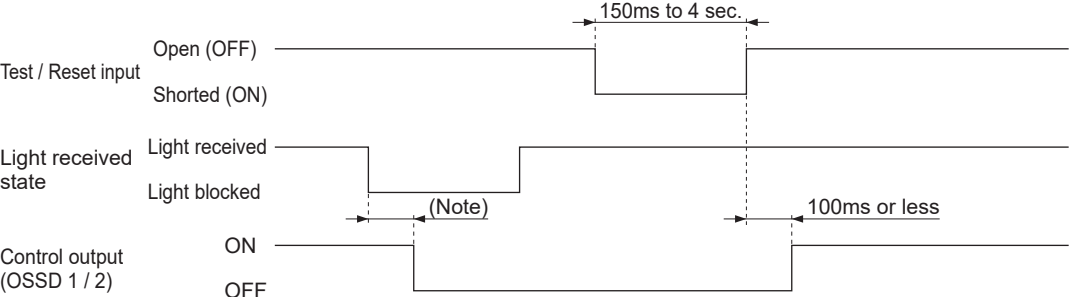 150ms to 4 sec.
Open (OFF)
Test / Reset input
Shorted (ON)
Light received
Light received
state
Light blocked
(Note)
100ms or less
ON
Control output
(OSSD 1 / 2)
OFF